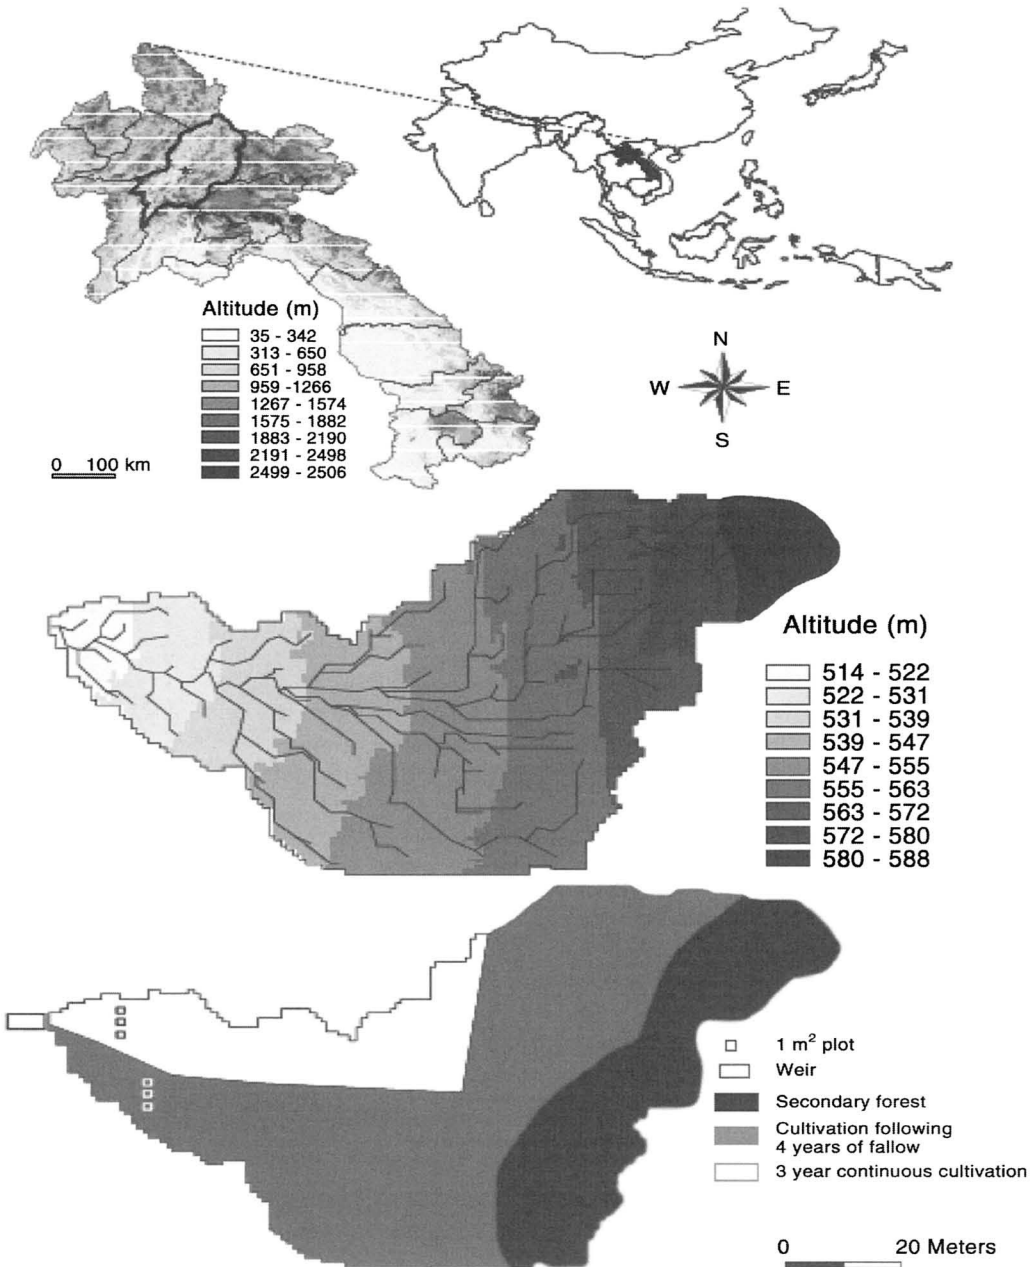 Altitude (m)
35 - 342
313 - 650
651 - 958
959 -1266
1267 - 1574
1575 - 1882
1883 - 2190
2191 - 2498
2499 - 2506
0 100 km
N
W E
S
Altitude (m)
514 - 522
522 - 531
531 - 539
539 - 547
547 - 555
555 - 563
563 - 572
572 - 580
580 - 588
1 m² plot
Weir
Secondary forest
Cultivation following
4 years of fallow
3 year continuous cultivation
0 20 Meters